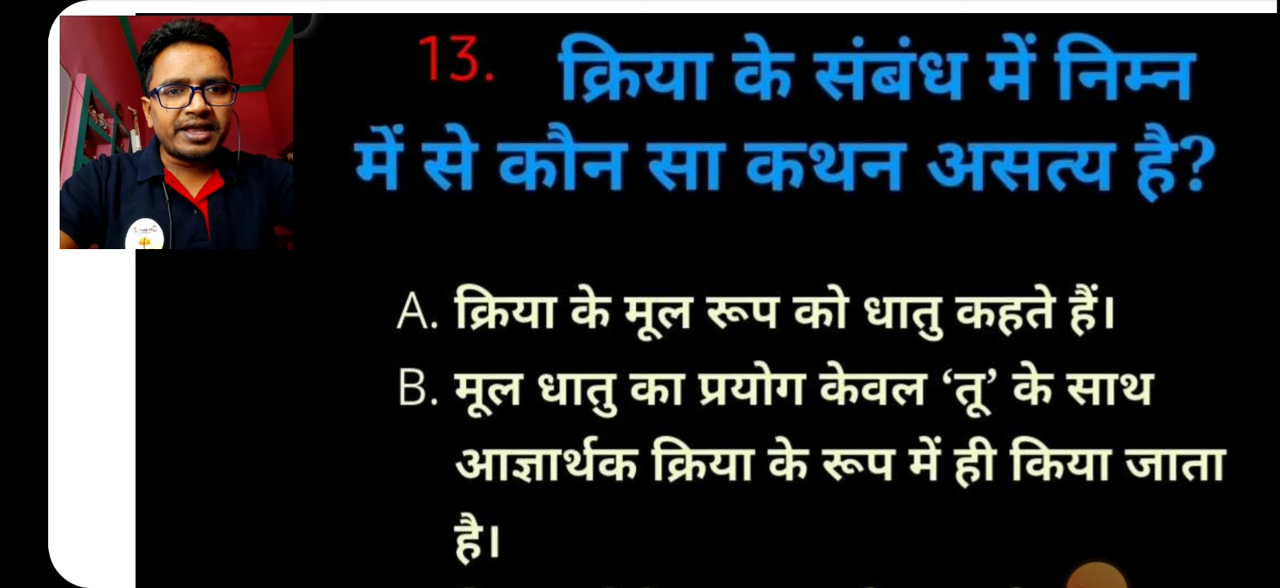 13. क्रिया के संबंध में निम्न
में से कौन सा कथन असत्य है?
A. क्रिया के मूल रूप को धातु कहते हैं।
B. मूल धातु का प्रयोग केवल ‘तू’ के साथ
आज्ञार्थक क्रिया के रूप में ही किया जाता
है।